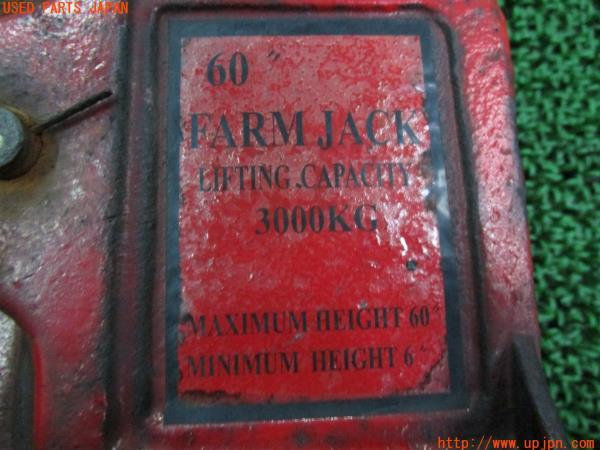 USED PARTS JAPAN
60"
FARM JACK
LIFTING.CAPACITY
3000KG
MAXIMUM HEIGHT 60"
MINIMUM HEIGHT 6"
http://www.upjpn.com/